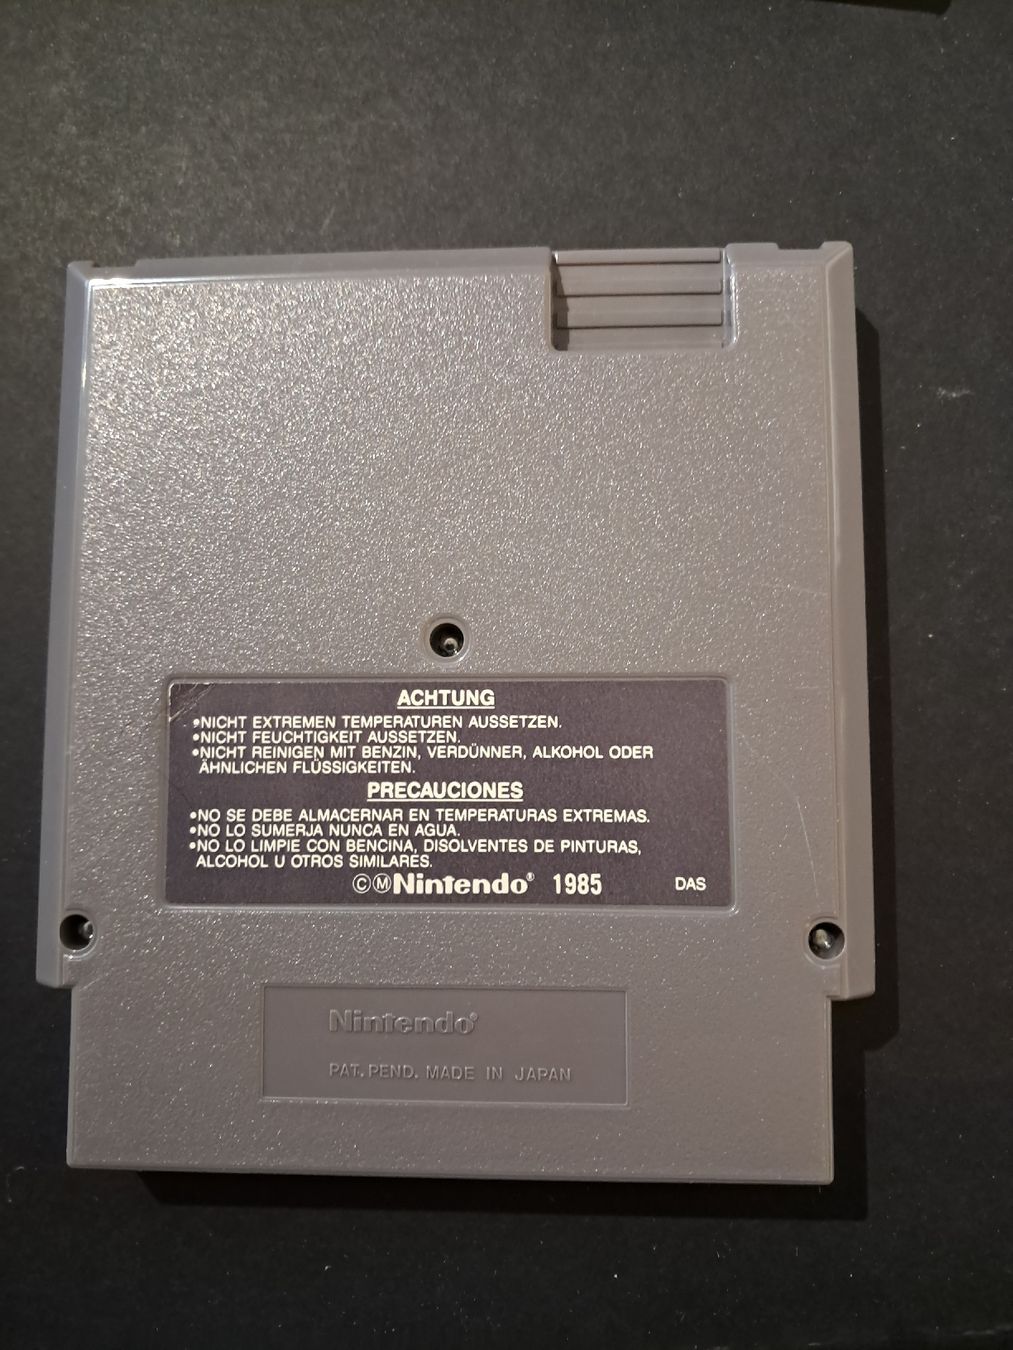 ACHTUNG
•NICHT EXTREMEN TEMPERATUREN AUSSETZEN.
•NICHT FEUCHTIGKEIT AUSSETZEN.
•NICHT REINIGEN MIT BENZIN, VERDÜNNER, ALKOHOL ODER
ÄHNLICHEN FLÜSSIGKEITEN.
PRECAUCIONES
•NO SE DEBE ALMACERNAR EN TEMPERATURAS EXTREMAS.
•NO LO SUMERJA NUNCA EN AGUA.
•NO LO LIMPIE CON BENCINA, DISOLVENTES DE PINTURAS,
ALCOHOL U OTROS SIMILARES.
©Ⓜ Nintendo® 1985 DAS
Nintendo®
PAT. PEND. MADE IN JAPAN